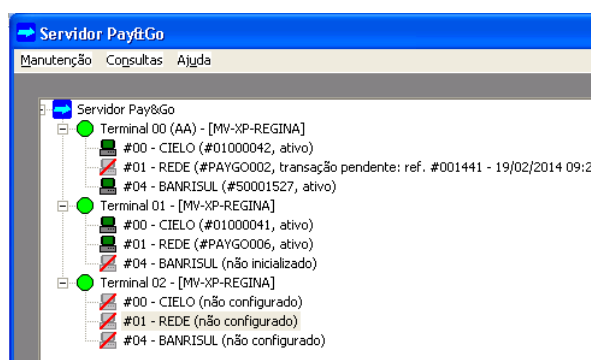 Servidor Pay&Go
Manutenção Consultas Ajuda
Servidor Pay&Go
Terminal 00 (AA) - [MV-XP-REGINA]
#00 - CIELO (#01000042, ativo)
#01 - REDE (#PAYGO002, transação pendente: ref. #001441 - 19/02/2014 09:2
#04 - BANRISUL (#50001527, ativo)
Terminal 01 - [MV-XP-REGINA]
#00 - CIELO (#01000041, ativo)
#01 - REDE (#PAYGO006, ativo)
#04 - BANRISUL (não inicializado)
Terminal 02 - [MV-XP-REGINA]
#00 - CIELO (não configurado)
#01 - REDE (não configurado)
#04 - BANRISUL (não configurado)